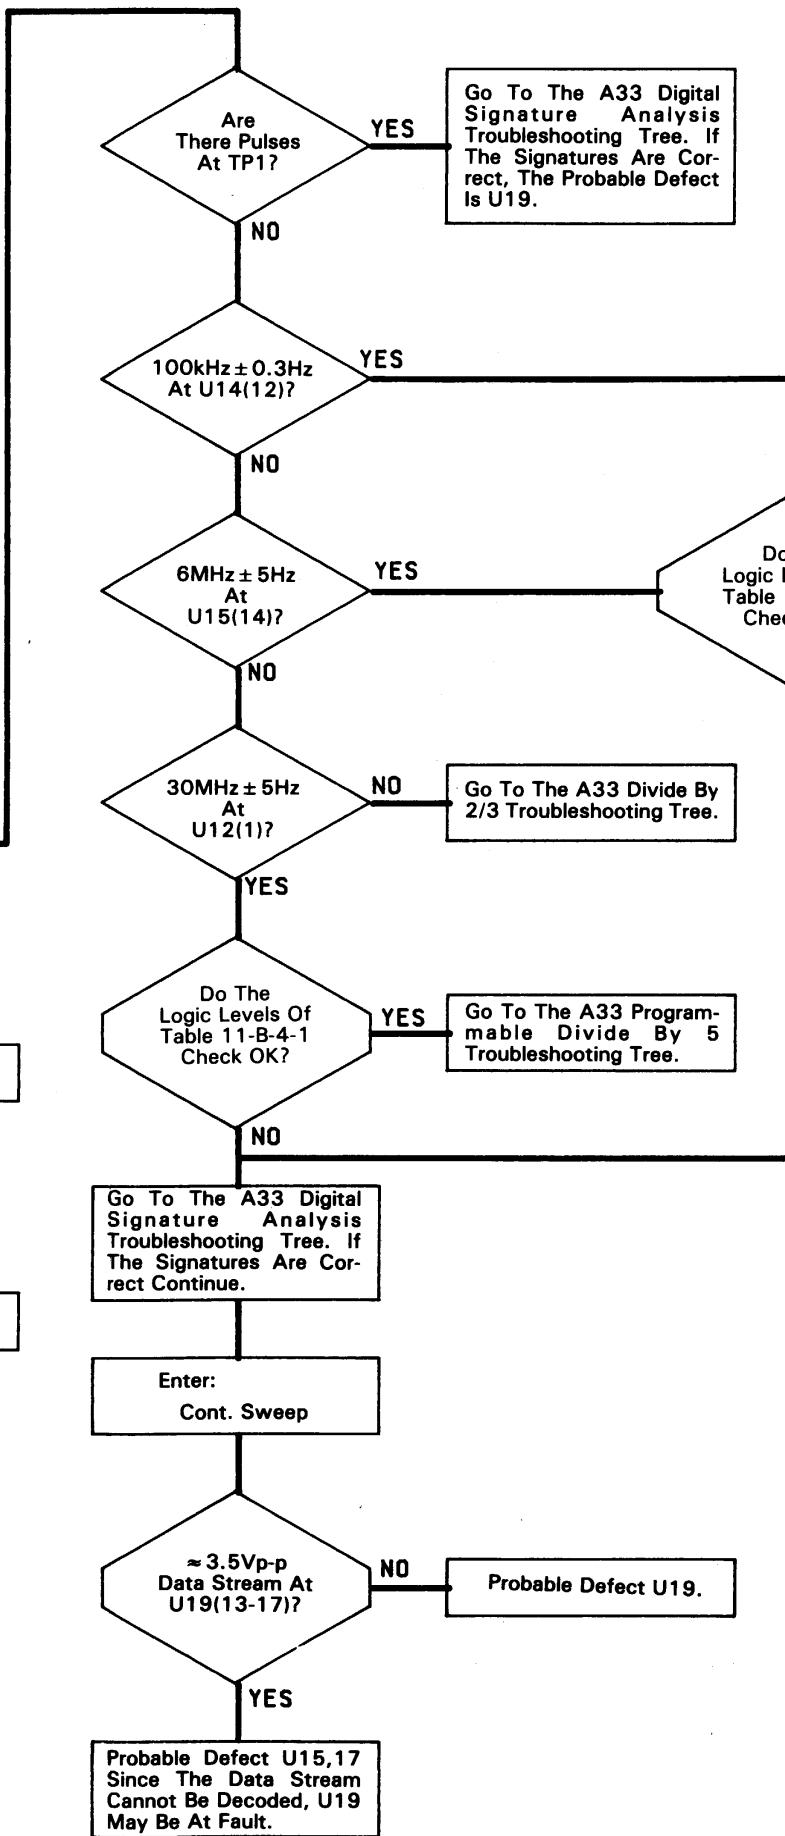 Are
There Pulses
At TP1?
YES
Go To The A33 Digital
Signature Analysis
Troubleshooting Tree. If
The Signatures Are Cor-
rect, The Probable Defect
Is U19.
NO
100kHz ± 0.3Hz
At U14(12)?
YES
NO
6MHz ± 5Hz
At
U15(14)?
YES
Logic
Table
NO
30MHz ± 5Hz
At
U12(1)?
NO
Go To The A33 Divide By
2/3 Troubleshooting Tree.
YES
Do The
Logic Levels Of
Table 11-B-4-1
Check OK?
YES
Go To The A33 Program-
mable Divide By 5
Troubleshooting Tree.
NO
Go To The A33 Digital
Signature Analysis
Troubleshooting Tree. If
The Signatures Are Cor-
rect Continue.
Enter:
Cont. Sweep
≈ 3.5Vp-p
Data Stream At
U19(13-17)?
NO
Probable Defect U19.
YES
Probable Defect U15,17
Since The Data Stream
Cannot Be Decoded, U19
May Be At Fault.